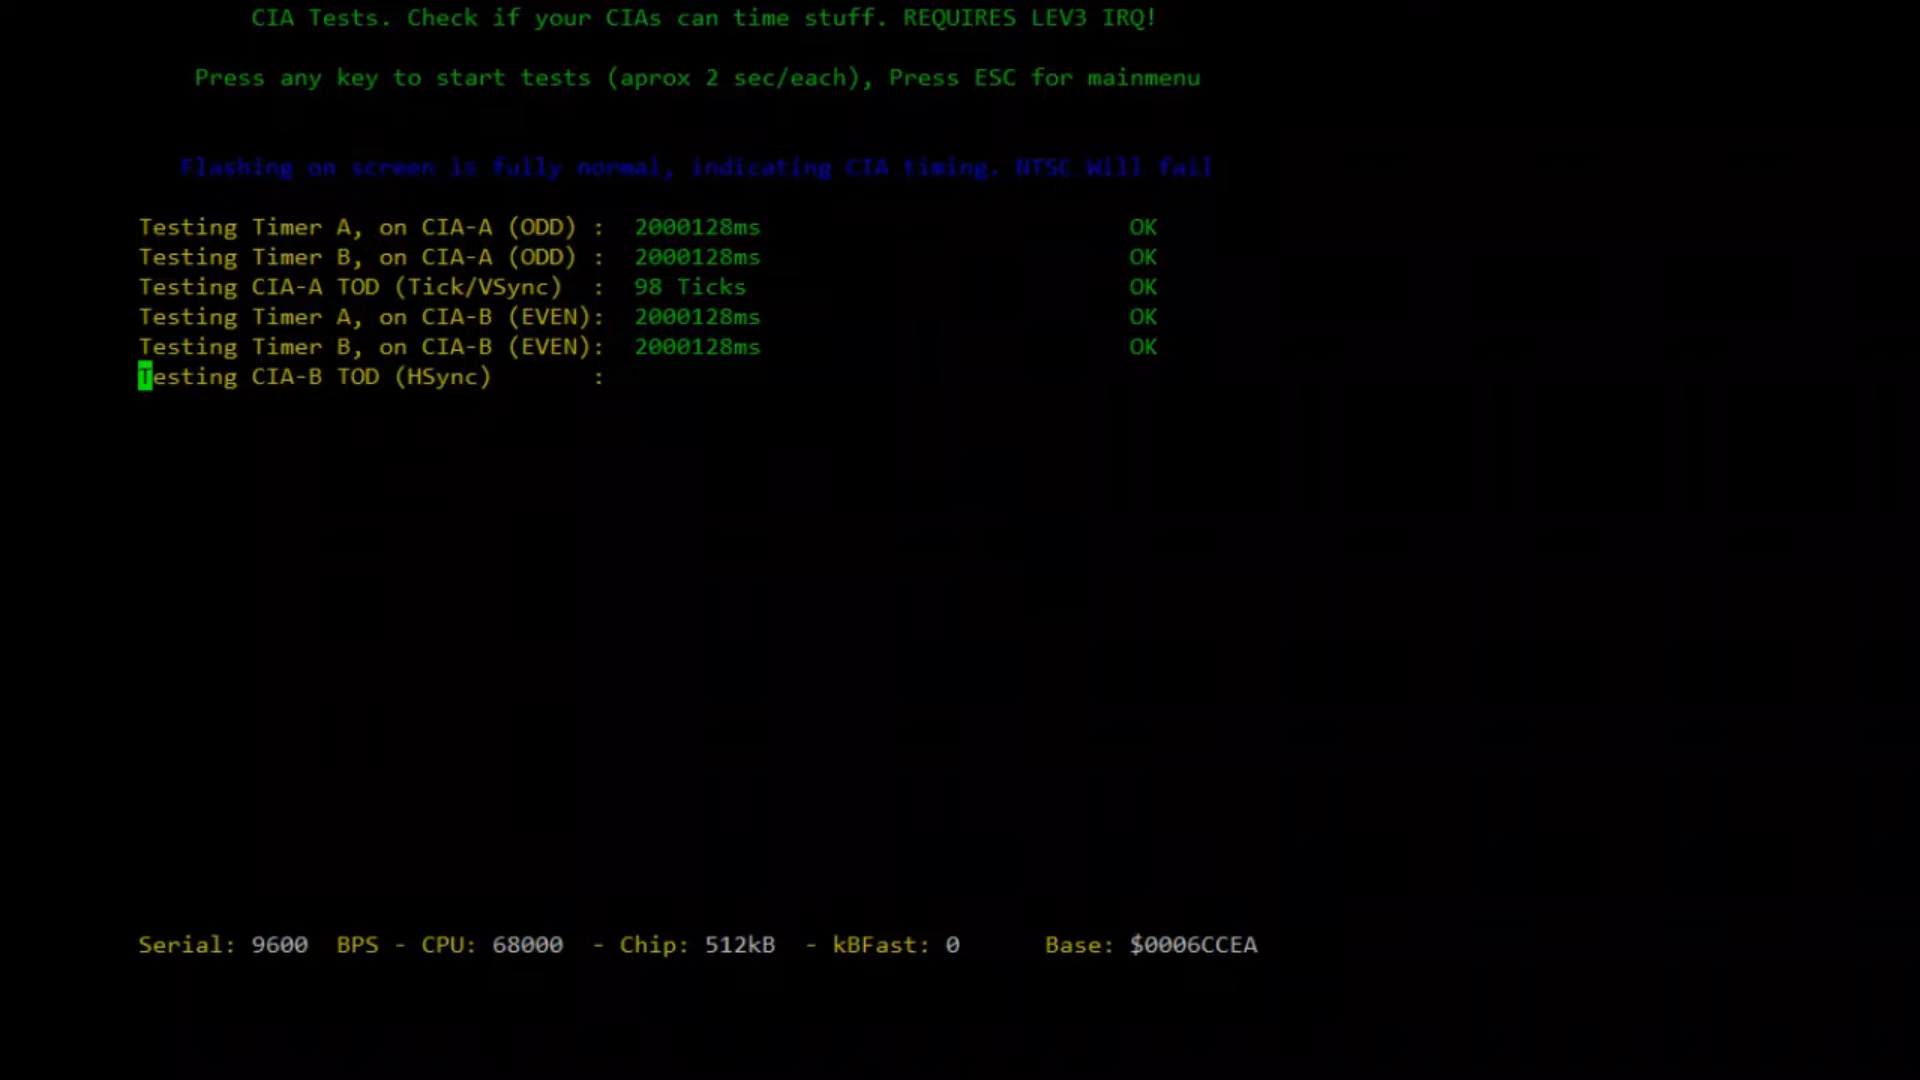 CIA Tests. Check if your CIAs can time stuff. REQUIRES LEV3 IRQ!
Press any key to start tests (aprox 2 sec/each), Press ESC for mainmenu
Flashing on screen is fully normal, indicating CIA timing. NTSC Will fail
Testing Timer A, on CIA-A (ODD) : 2000128ms OK
Testing Timer B, on CIA-A (ODD) : 2000128ms OK
Testing CIA-A TOD (Tick/VSync) : 98 Ticks OK
Testing Timer A, on CIA-B (EVEN): 2000128ms OK
Testing Timer B, on CIA-B (EVEN): 2000128ms OK
Testing CIA-B TOD (HSync) :
Serial: 9600 BPS - CPU: 68000 - Chip: 512kB - kBFast: 0 Base: $0006CCEA